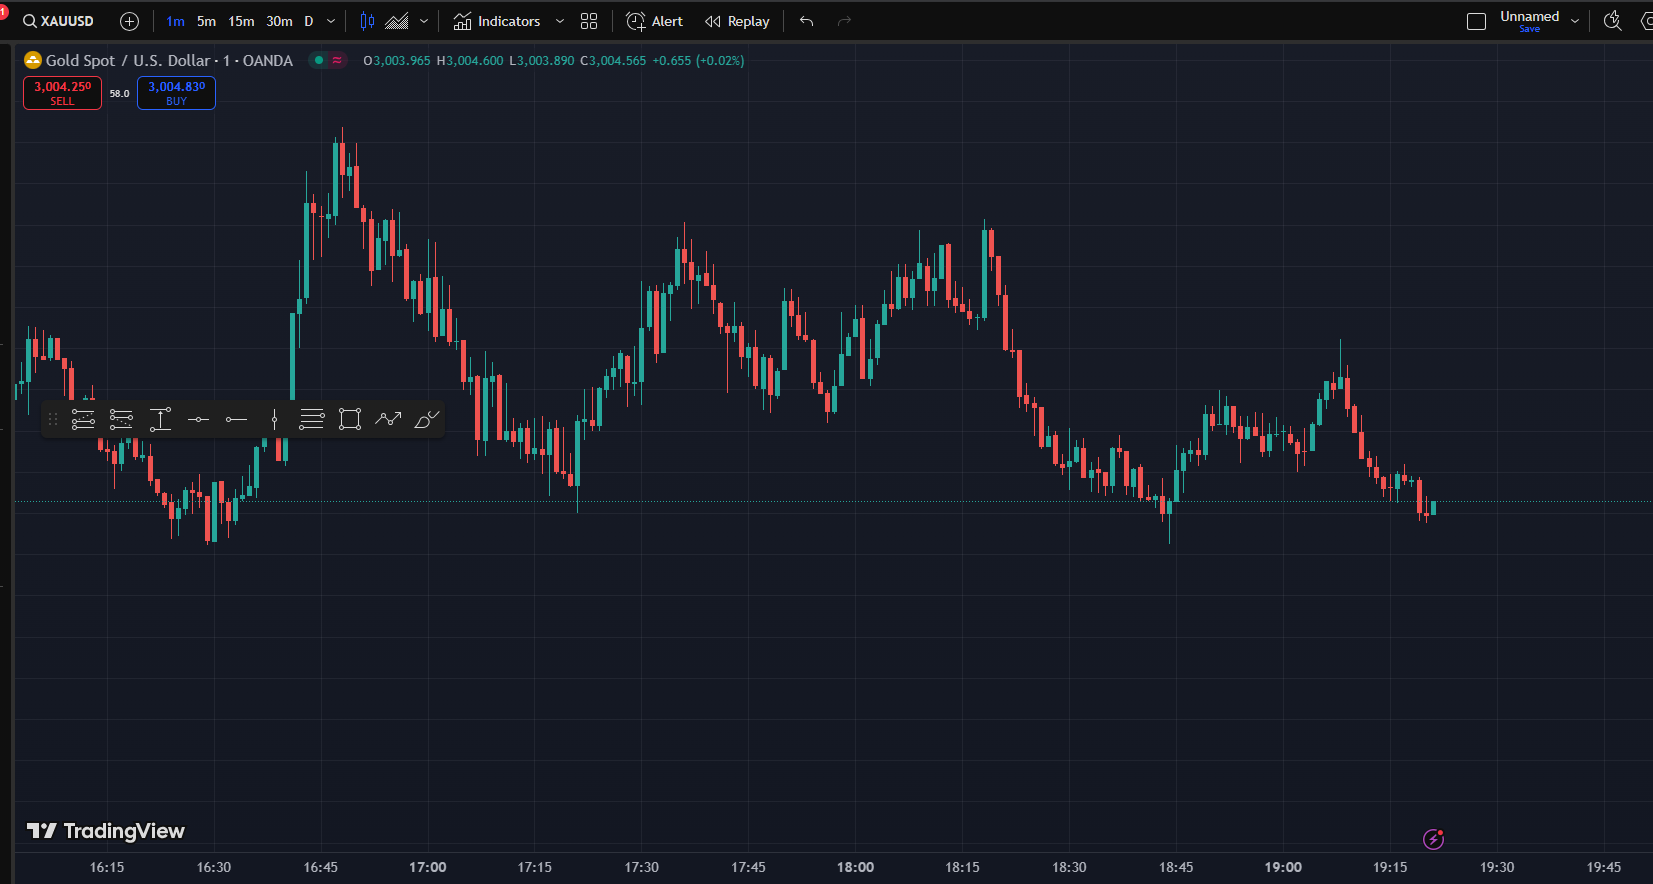 1
XAUUSD 1m 5m 15m 30m D Indicators Alert Replay Unnamed
Save
Gold Spot / U.S. Dollar · 1 · OANDA O3,003.965 H3,004.600 L3,003.890 C3,004.565 +0.655 (+0.02%)
3,004.250 58.0 3,004.830
SELL BUY
TradingView
16:15 16:30 16:45 17:00 17:15 17:30 17:45 18:00 18:15 18:30 18:45 19:00 19:15 19:30 19:45